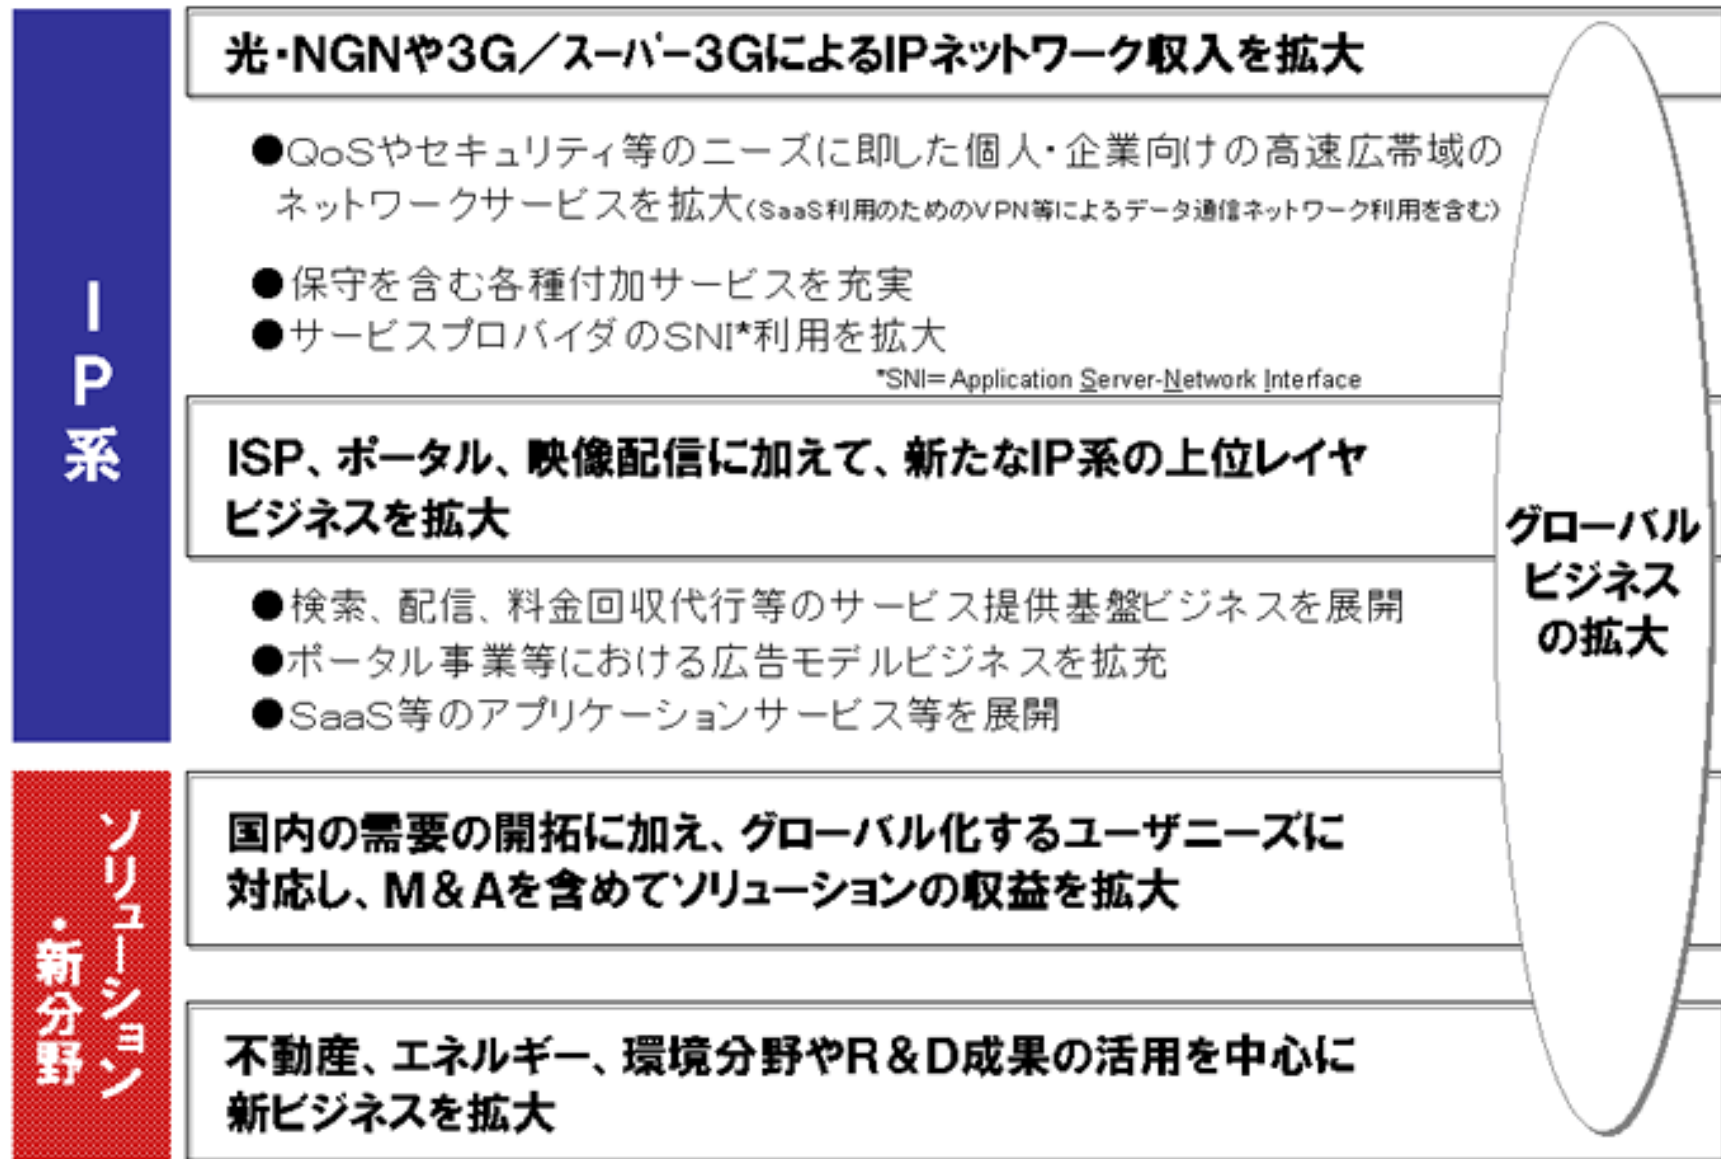 IP系
光・NGNや3G／スーパー3GによるIPネットワーク収入を拡大
●QoSやセキュリティ等のニーズに即した個人・企業向けの高速広帯域の
ネットワークサービスを拡大(SaaS利用のためのVPN等によるデータ通信ネットワーク利用を含む)
●保守を含む各種付加サービスを充実
●サービスプロバイダのSNI*利用を拡大
*SNI=Application Server-Network Interface
ISP、ポータル、映像配信に加えて、新たなIP系の上位レイヤ
ビジネスを拡大
●検索、配信、料金回収代行等のサービス提供基盤ビジネスを展開
●ポータル事業等における広告モデルビジネスを拡充
●SaaS等のアプリケーションサービス等を展開
ソリューション
・新分野
国内の需要の開拓に加え、グローバル化するユーザニーズに
対応し、M＆Aを含めてソリューションの収益を拡大
不動産、エネルギー、環境分野やR＆D成果の活用を中心に
新ビジネスを拡大
グローバル
ビジネス
の拡大